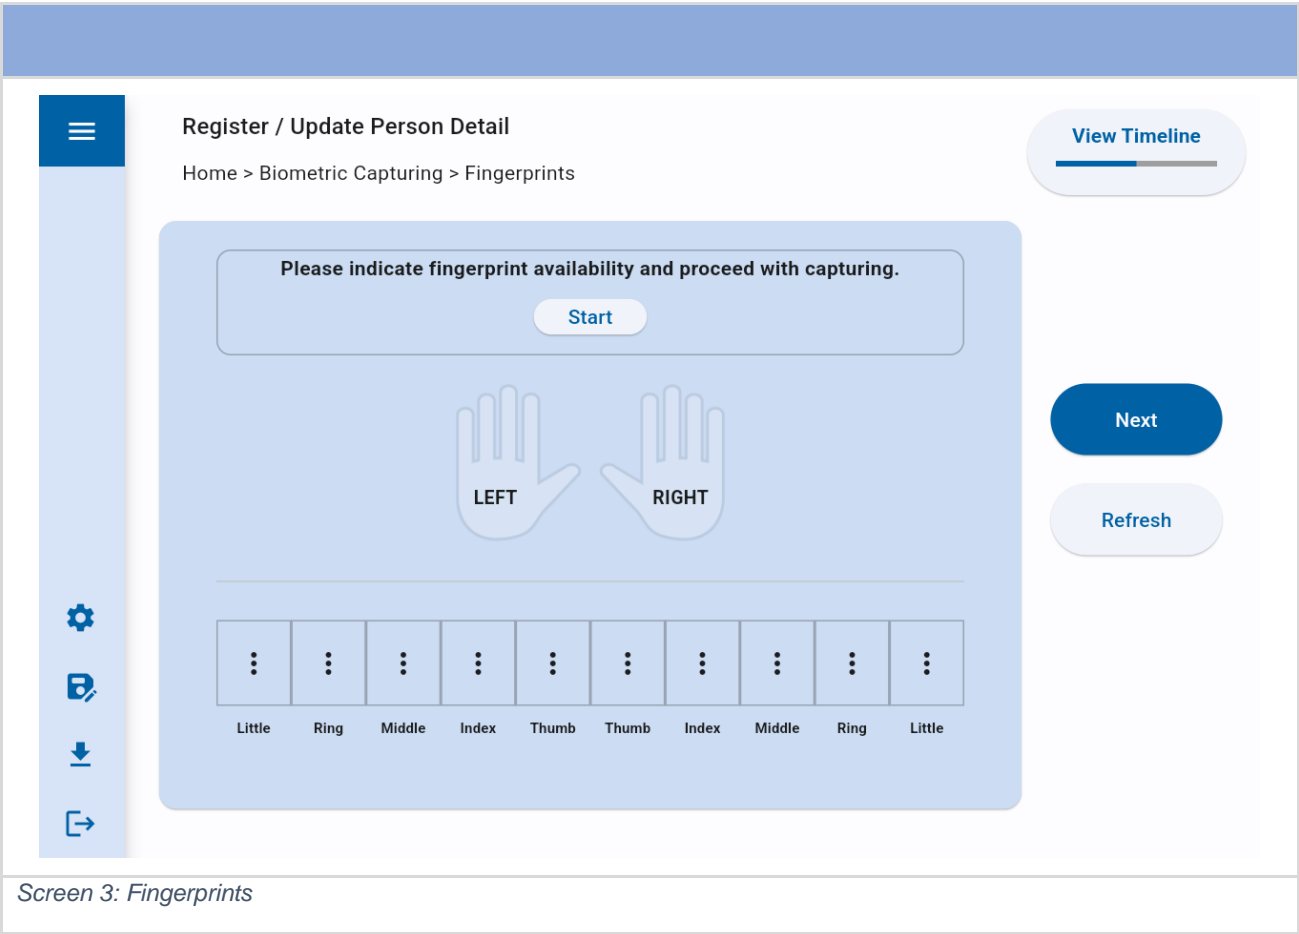 Register / Update Person Detail
View Timeline
Home > Biometric Capturing > Fingerprints
Please indicate fingerprint availability and proceed with capturing.
Start
Next
LEFT
RIGHT
Refresh
Little Ring Middle Index Thumb Thumb Index Middle Ring Little
Screen 3: Fingerprints